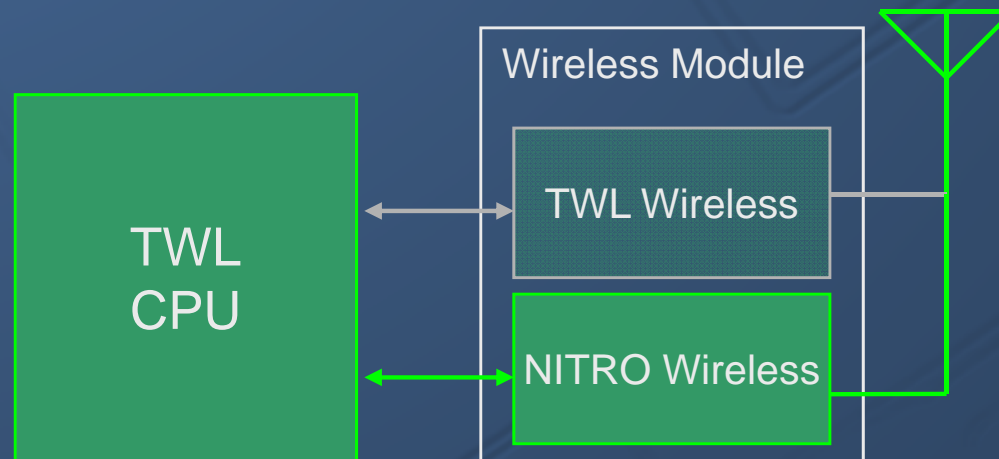 Wireless Module
TWL
CPU
TWL Wireless
NITRO Wireless